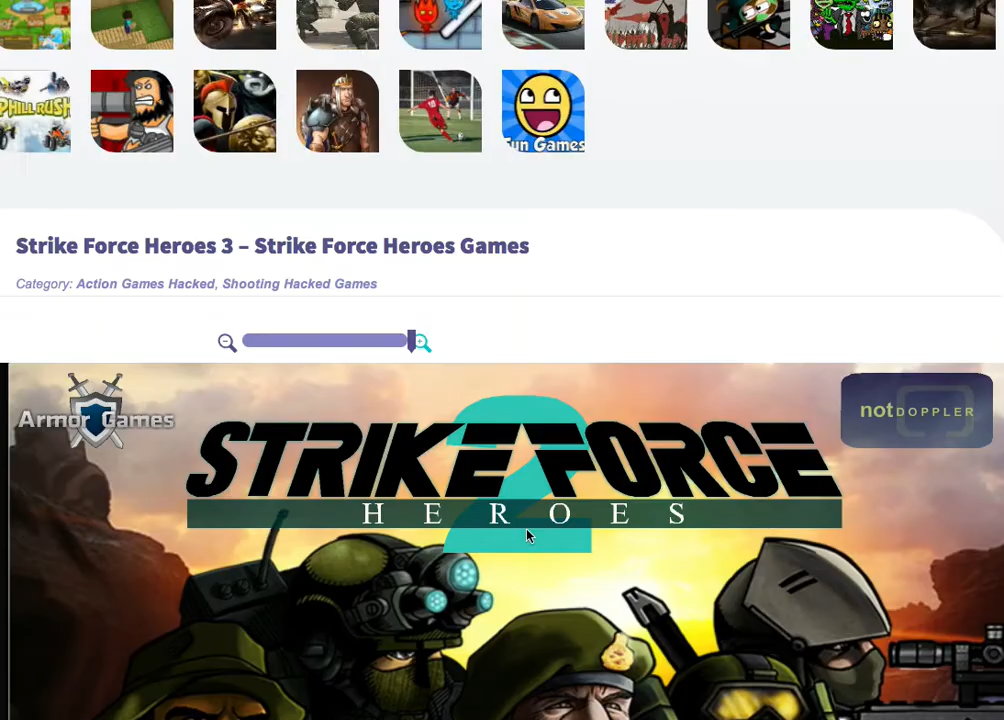 PHILL RUSH
Fun Games
Strike Force Heroes 3 – Strike Force Heroes Games
Category: Action Games Hacked, Shooting Hacked Games
Armor Games
notDOPPLER
2
STRIKE FORCE
HEROES